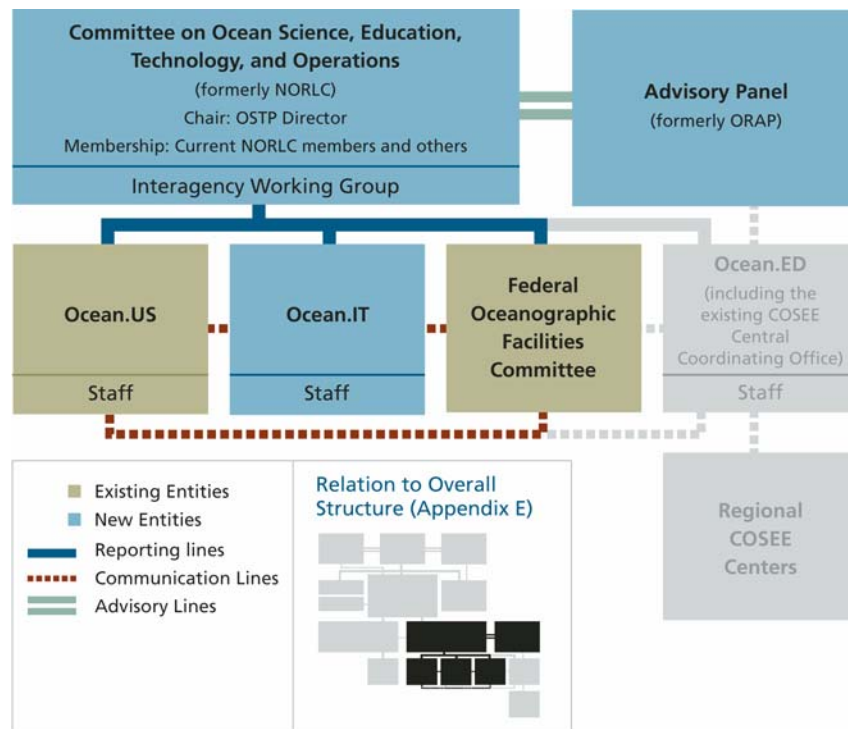 Committee on Ocean Science, Education,
Technology, and Operations
(formerly NORLC)
Chair: OSTP Director
Membership: Current NORLC members and others
Interagency Working Group
Advisory Panel
(formerly ORAP)
Ocean.US
Staff
Ocean.IT
Staff
Federal
Oceanographic
Facilities
Committee
Ocean.ED
(including the
existing COSEE
Central
Coordinating Office)
Staff
Regional
COSEE
Centers
Existing Entities
New Entities
Reporting lines
Communication Lines
Advisory Lines
Relation to Overall
Structure (Appendix E)